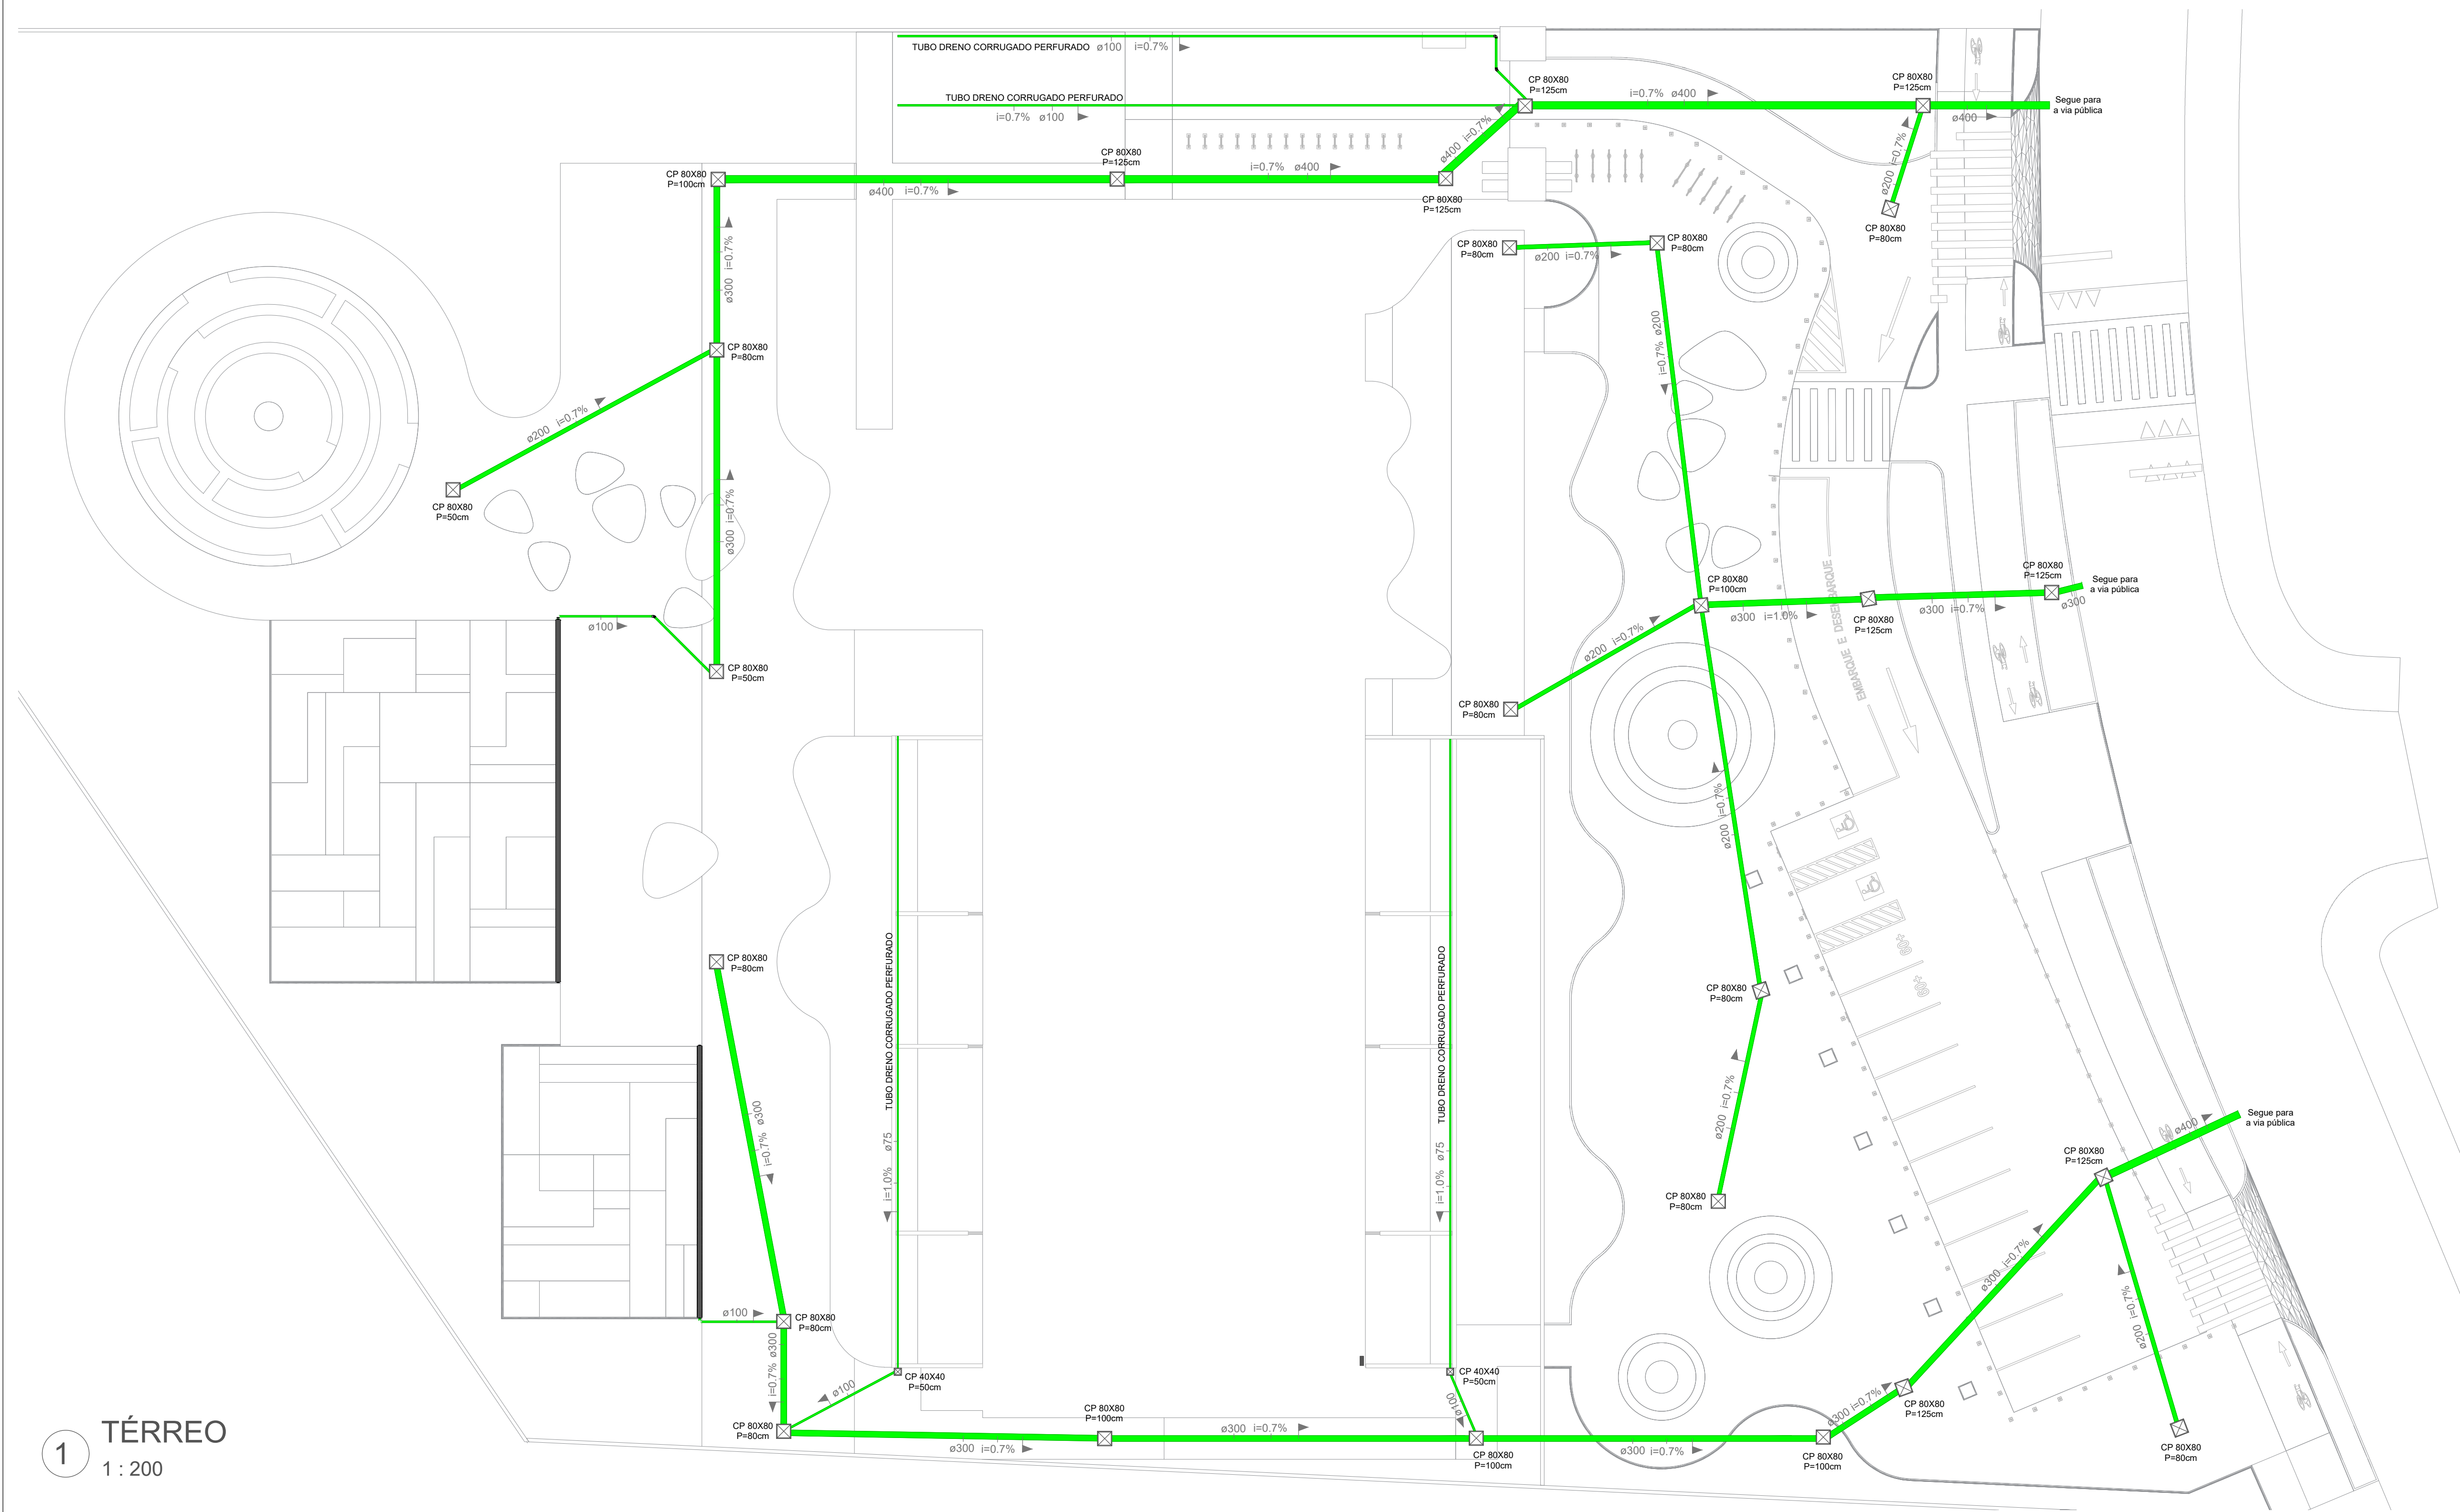 TUBO DRENO CORRUGADO PERFURADO ø100 i=0.7%
TUBO DRENO CORRUGADO PERFURADO
i=0.7% ø100
CP 80X80
P=125cm
i=0.7% ø400
CP 80X80
P=125cm
Segue para
a via pública
ø400
ø400 i=0.7%
ø200 i=0.7%
CP 80X80
P=80cm
CP 80X80
P=100cm
ø400 i=0.7%
CP 80X80
P=125cm
i=0.7% ø400
CP 80X80
P=125cm
CP 80X80
P=80cm
ø200 i=0.7%
CP 80X80
P=80cm
ø300 i=0.7%
CP 80X80
P=80cm
i=0.7% ø200
ø200 i=0.7%
CP 80X80
P=50cm
ø300 i=0.7%
ø100
CP 80X80
P=50cm
CP 80X80
P=100cm
ø300 i=1.0%
CP 80X80
P=125cm
ø300 i=0.7%
CP 80X80
P=125cm
ø300
Segue para
a via pública
EMBARQUE E DESEMBARQUE
ø200 i=0.7%
CP 80X80
P=80cm
ø200 i=0.7%
60+
60+
CP 80X80
P=80cm
ø200 i=0.7%
CP 80X80
P=80cm
CP 80X80
P=80cm
i=0.7% ø300
TUBO DRENO CORRUGADO PERFURADO
i=1.0% ø75
TUBO DRENO CORRUGADO PERFURADO
i=1.0% ø75
CP 80X80
P=125cm
ø400
Segue para
a via pública
ø300 i=0.7%
ø200 i=0.7%
CP 80X80
P=80cm
ø100
CP 80X80
P=80cm
i=0.7% ø300
ø100
CP 40X40
P=50cm
CP 40X40
P=50cm
ø100
CP 80X80
P=80cm
ø300 i=0.7%
CP 80X80
P=100cm
ø300 i=0.7%
CP 80X80
P=100cm
ø300 i=0.7%
CP 80X80
P=100cm
ø300 i=0.7%
CP 80X80
P=125cm
1
TÉRREO
1 : 200